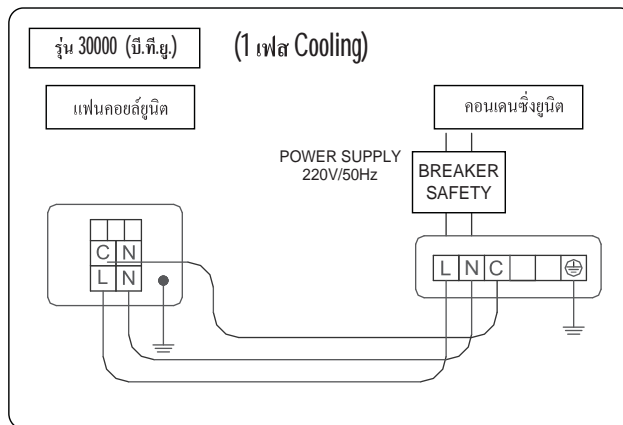 รุ่น 30000 (บี.ที.ยู.)
(1 เฟส Cooling)
แฟนคอยล์ยูนิต
คอนเดนซิ่งยูนิต
POWER SUPPLY
220V/50Hz
BREAKER
SAFETY
C N
L N
L N C